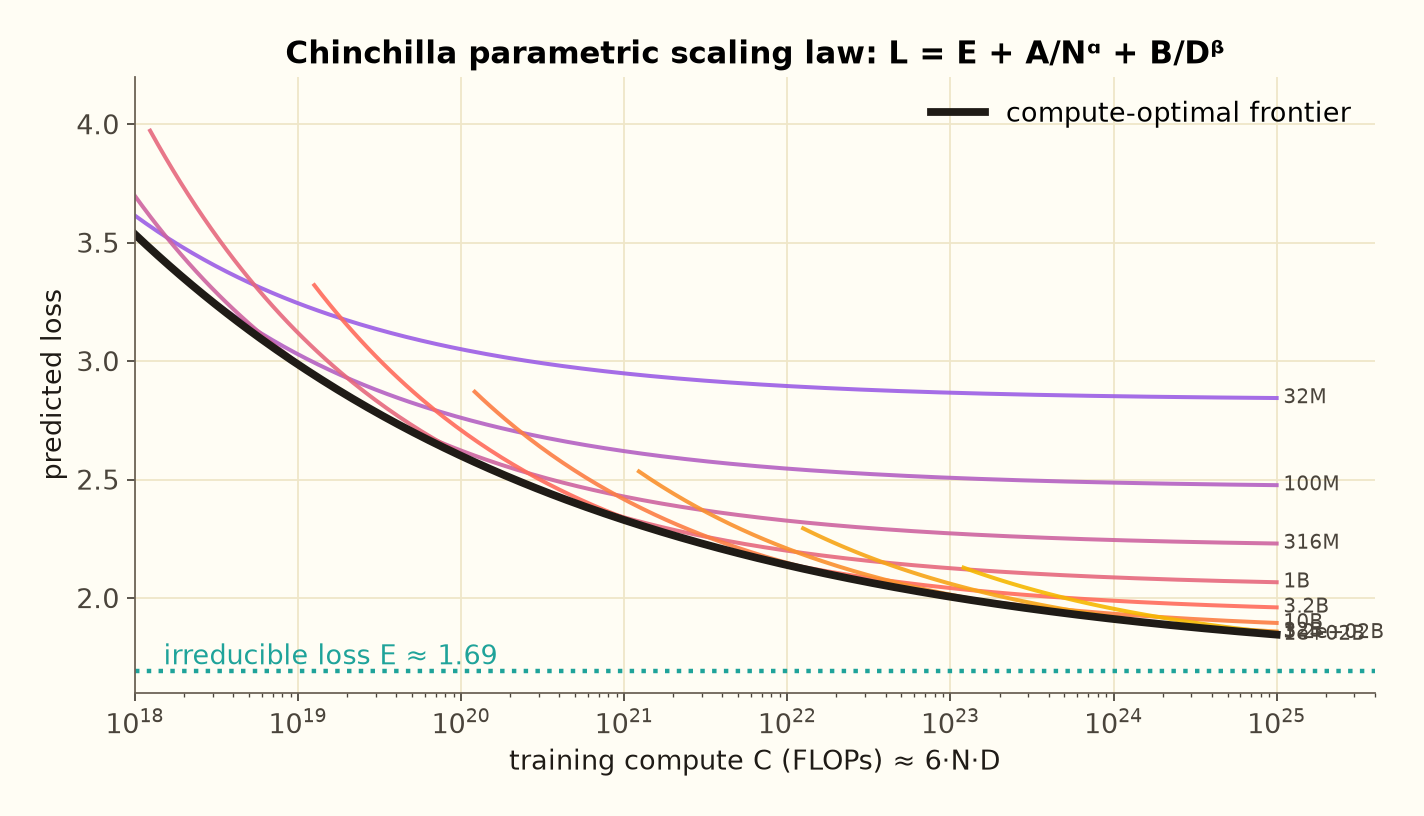 Chinchilla parametric scaling law: L = E + A/Nᵅ + B/Dᵝ
compute-optimal frontier
4.0
3.5
3.0
2.5
2.0
predicted loss
32M
100M
316M
1B
3.2B
10B
irreducible loss E ≈ 1.69
10¹⁸ 10¹⁹ 10²⁰ 10²¹ 10²² 10²³ 10²⁴ 10²⁵
training compute C (FLOPs) ≈ 6·N·D